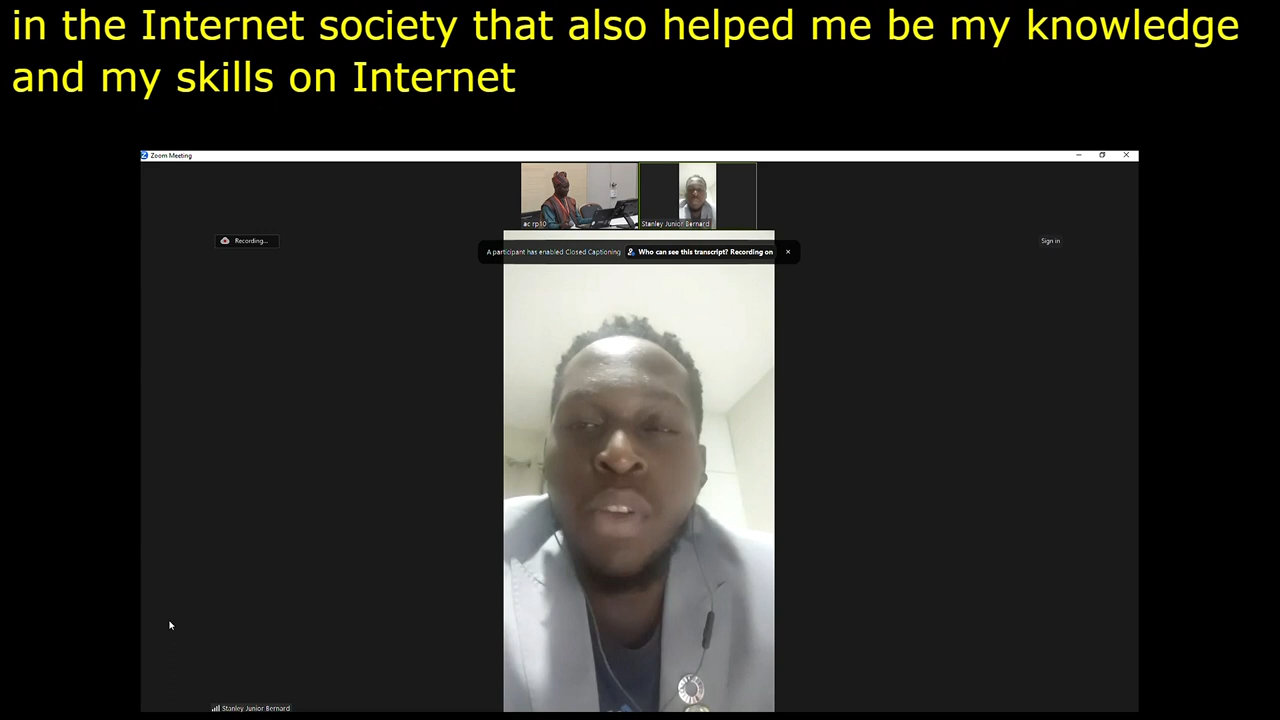 in the Internet society that also helped me be my knowledge
and my skills on Internet
Zoom Meeting
ac rp10
Stanley Junior Bernard
Recording...
Sign in
A participant has enabled Closed Captioning
Who can see this transcript? Recording on
Stanley Junior Bernard